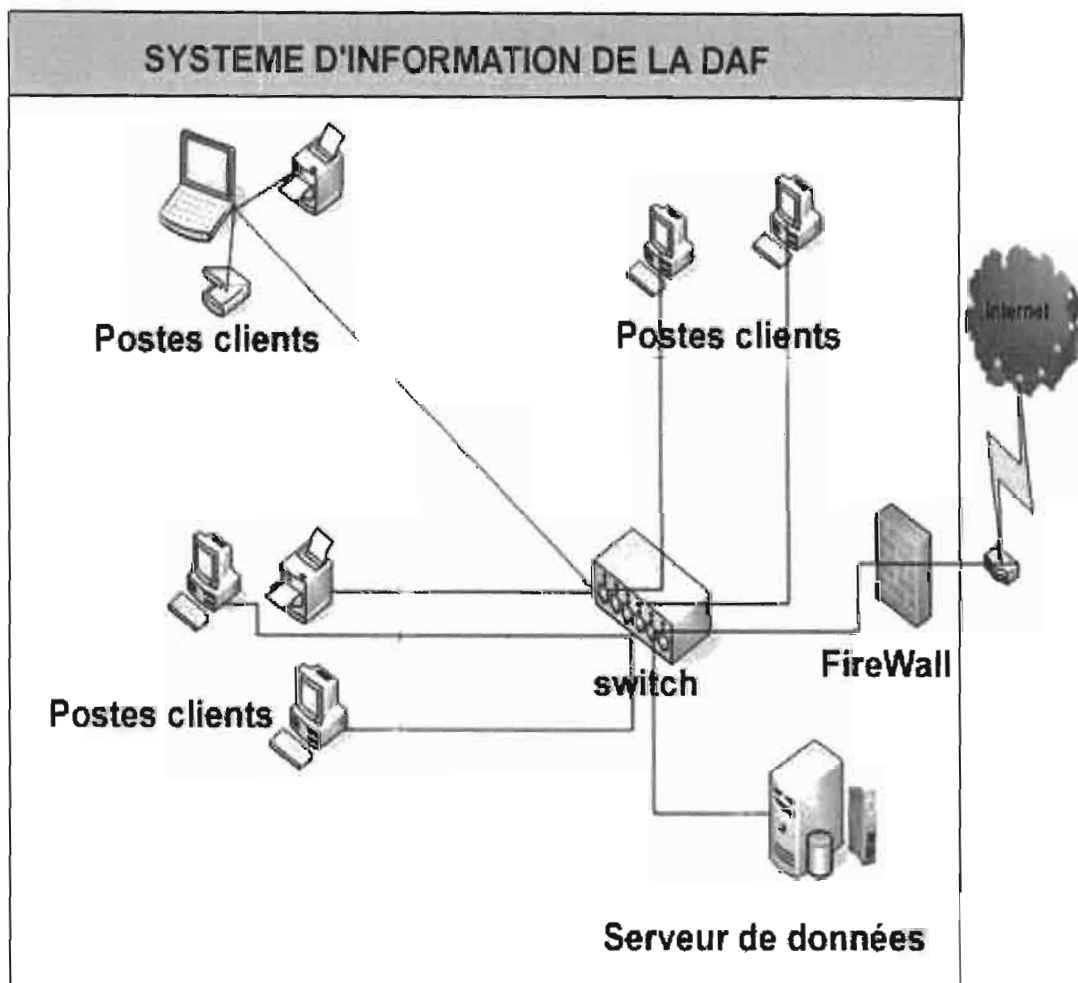 SYSTEME D'INFORMATION DE LA DAF
Postes clients
Postes clients
Internet
switch
FireWall
Postes clients
Serveur de données